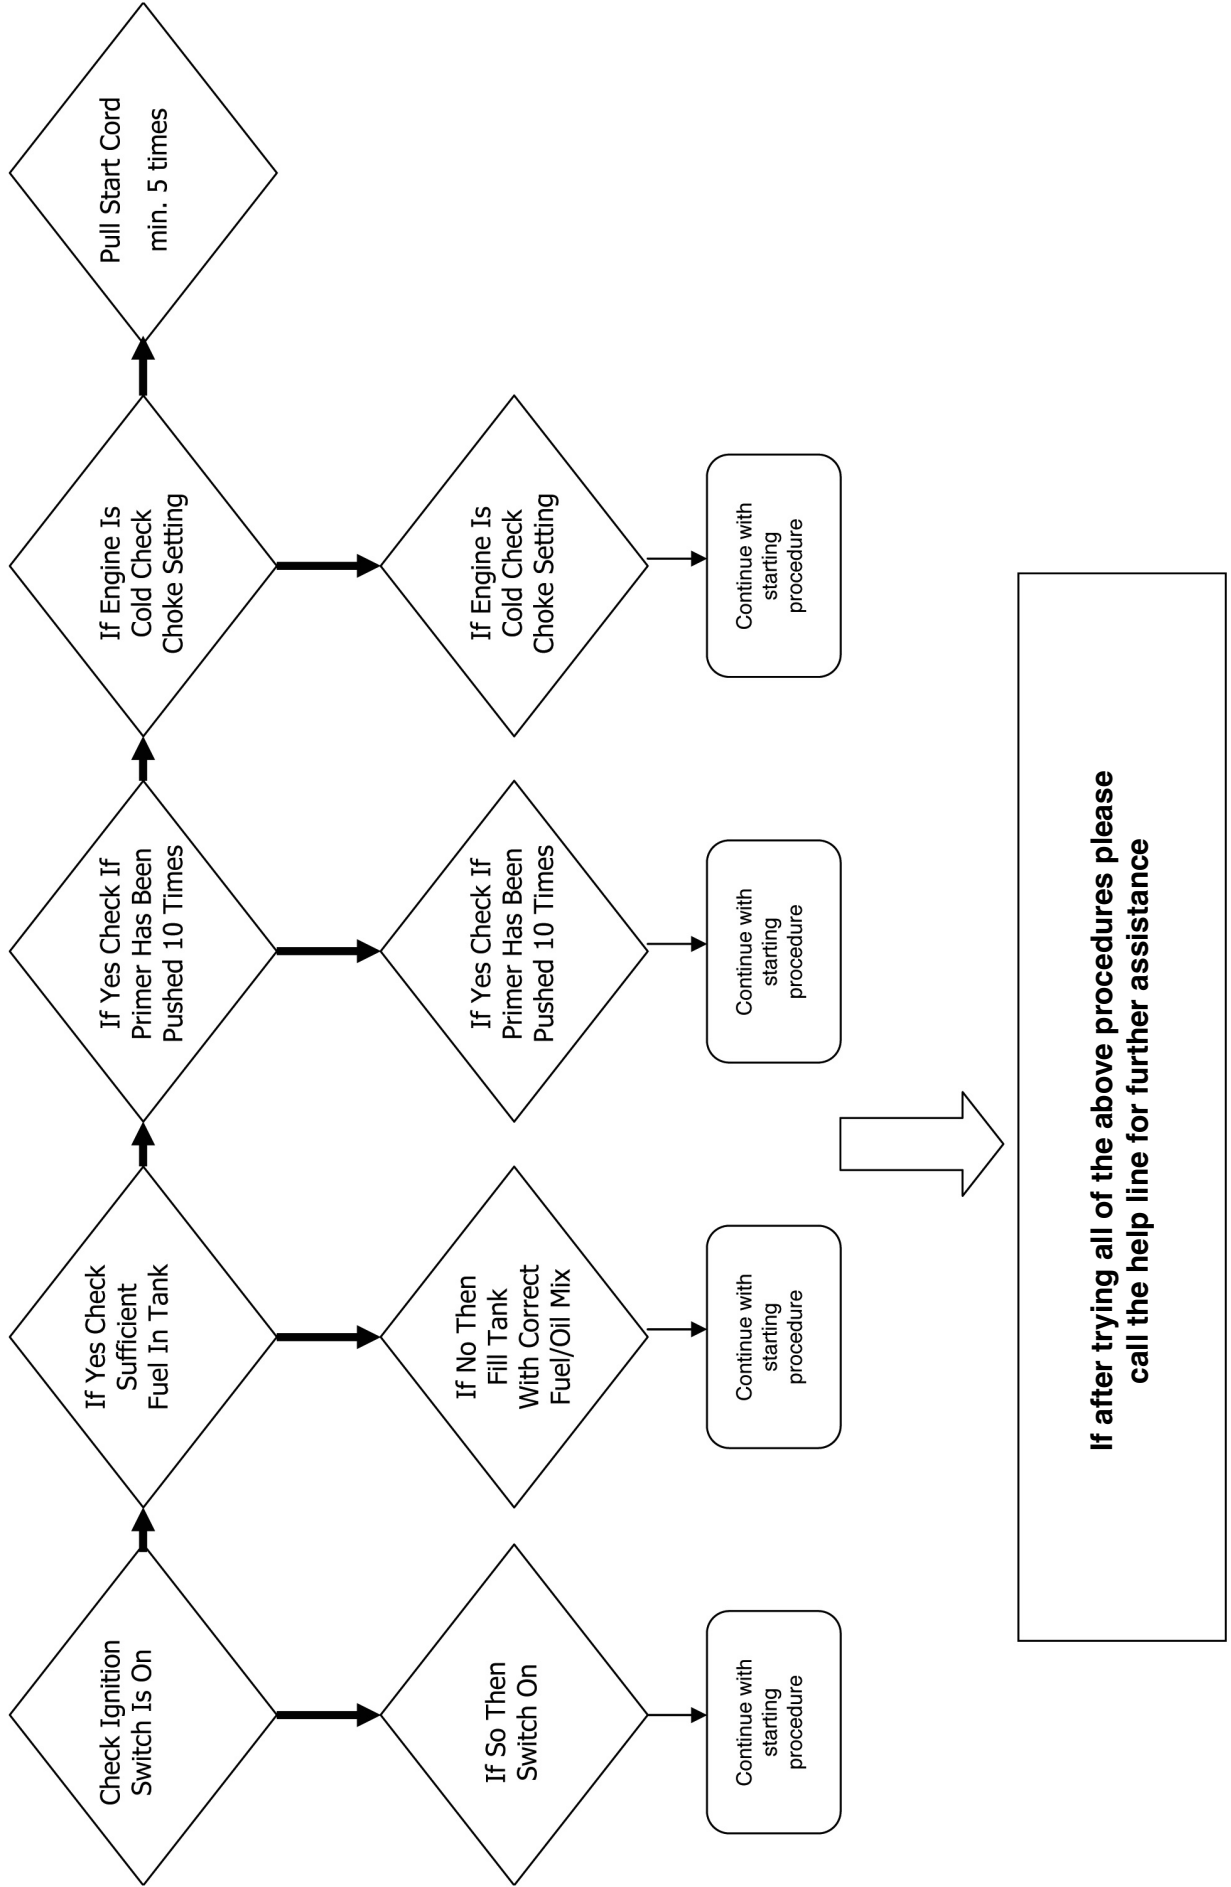 Check Ignition
Switch Is On
If Yes Check
Sufficient
Fuel In Tank
If Yes Check If
Primer Has Been
Pushed 10 Times
If Engine Is
Cold Check
Choke Setting
Pull Start Cord
min. 5 times
If So Then
Switch On
If No Then
Fill Tank
With Correct
Fuel/Oil Mix
If Yes Check If
Primer Has Been
Pushed 10 Times
If Engine Is
Cold Check
Choke Setting
Continue with
starting
procedure
Continue with
starting
procedure
Continue with
starting
procedure
Continue with
starting
procedure
If after trying all of the above procedures please
call the help line for further assistance